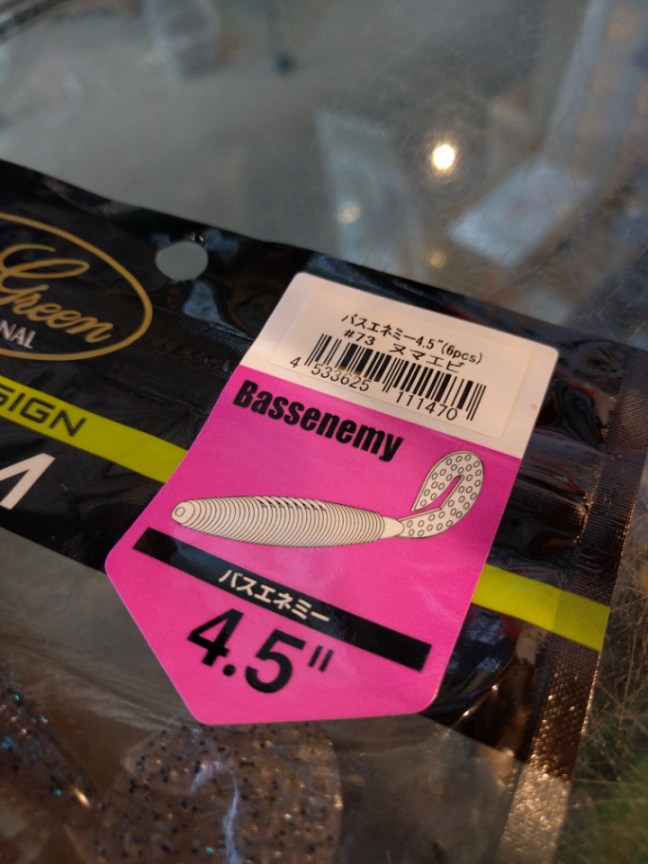 Green
NAL
SIGN
バスエネミー4.5"(6pcs)
#73 ヌマエビ
4 533625 111470
Bassenemy
バスエネミー
4.5"